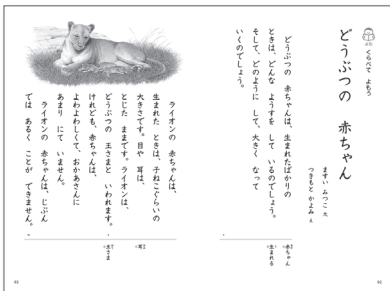 くらべて よもう
どうぶつの 赤ちゃん
ますい みつこ 文
つきもと かよみ え
どうぶつの 赤ちゃんは、生まれたばかりの
ときは、どんな ようすを して いるのでしょう。
そして、どのように して、大きく なって
いくのでしょう。
赤ちゃん
生まれる
ライオンの 赤ちゃんは、
生まれた ときは、子ねこぐらいの
大きさです。目や 耳は、
とじた ままです。ライオンは、
どうぶつの 王さまと いわれます。
けれども、赤ちゃんは、
よわよわしくて、おかあさんに
あまり にて いません。
ライオンの 赤ちゃんは、じぶん
では あるく ことが できません。
耳
王さま